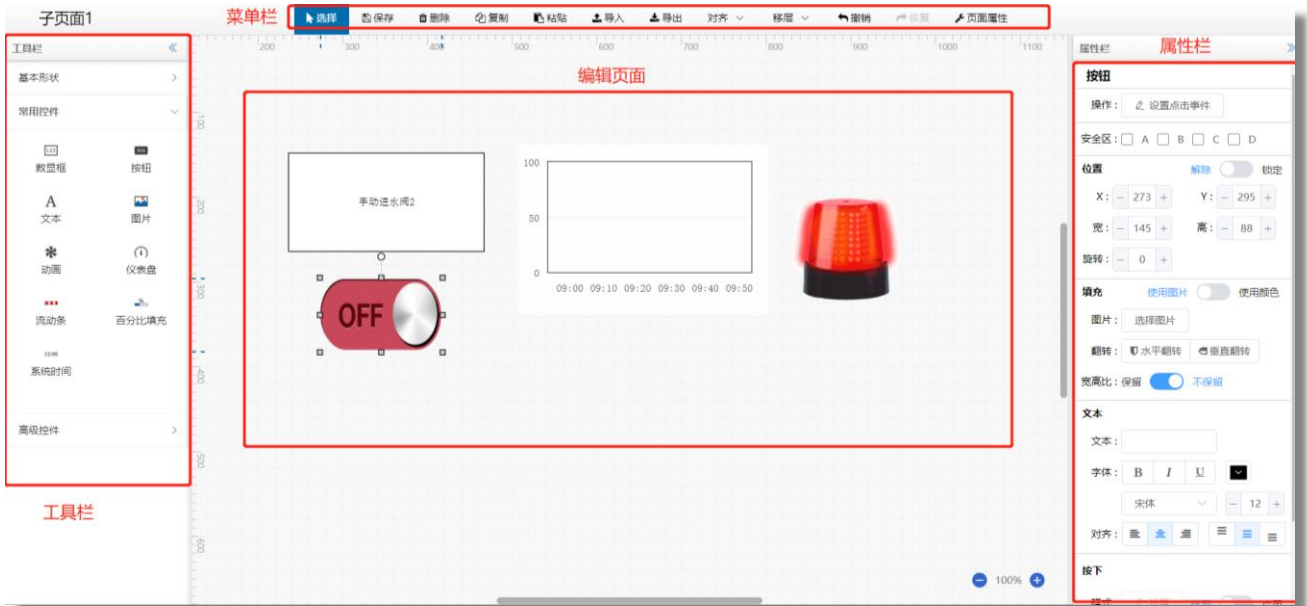 子页面1
菜单栏
选择 保存 删除 复制 粘贴 导入 导出 对齐 移层 撤销 恢复 页面属性
工具栏
基本形状
常用控件
数显框 按钮
A
文本 图片
动画 仪表盘
流动条 百分比填充
系统时间
高级控件
工具栏
200 300 400 500 600 700 800 900 1000 1100
100
200
300
400
500
600
编辑页面
手动进水阀2
OFF
100
50
0
09:00 09:10 09:20 09:30 09:40 09:50
100%
属性栏
属性栏
按钮
操作： 设置点击事件
安全区： A B C D
位置 解除 锁定
X： − 273 + Y： − 295 +
宽： − 145 + 高： − 88 +
旋转： − 0 +
填充 使用图片 使用颜色
图片： 选择图片
翻转： 水平翻转 垂直翻转
宽高比： 保留 不保留
文本
文本：
字体： B I U
宋体 − 12 +
对齐：
按下